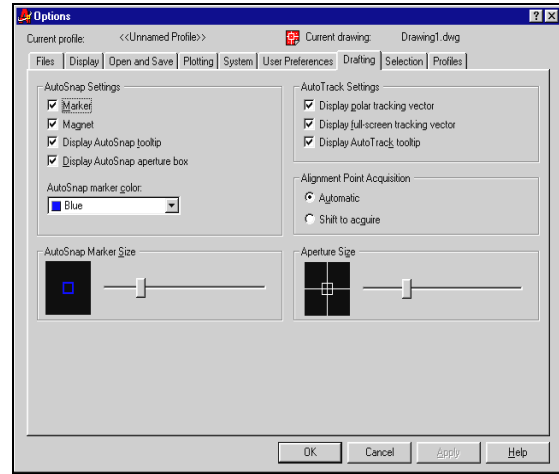 Options
Current profile: <<Unnamed Profile>> Current drawing: Drawing1.dwg
Files Display Open and Save Plotting System User Preferences Drafting Selection Profiles
AutoSnap Settings
Marker
Magnet
Display AutoSnap tooltip
Display AutoSnap aperture box
AutoSnap marker color:
Blue
AutoTrack Settings
Display polar tracking vector
Display full-screen tracking vector
Display AutoTrack tooltip
Alignment Point Acquisition
Automatic
Shift to acquire
AutoSnap Marker Size
Aperture Size
OK Cancel Apply Help